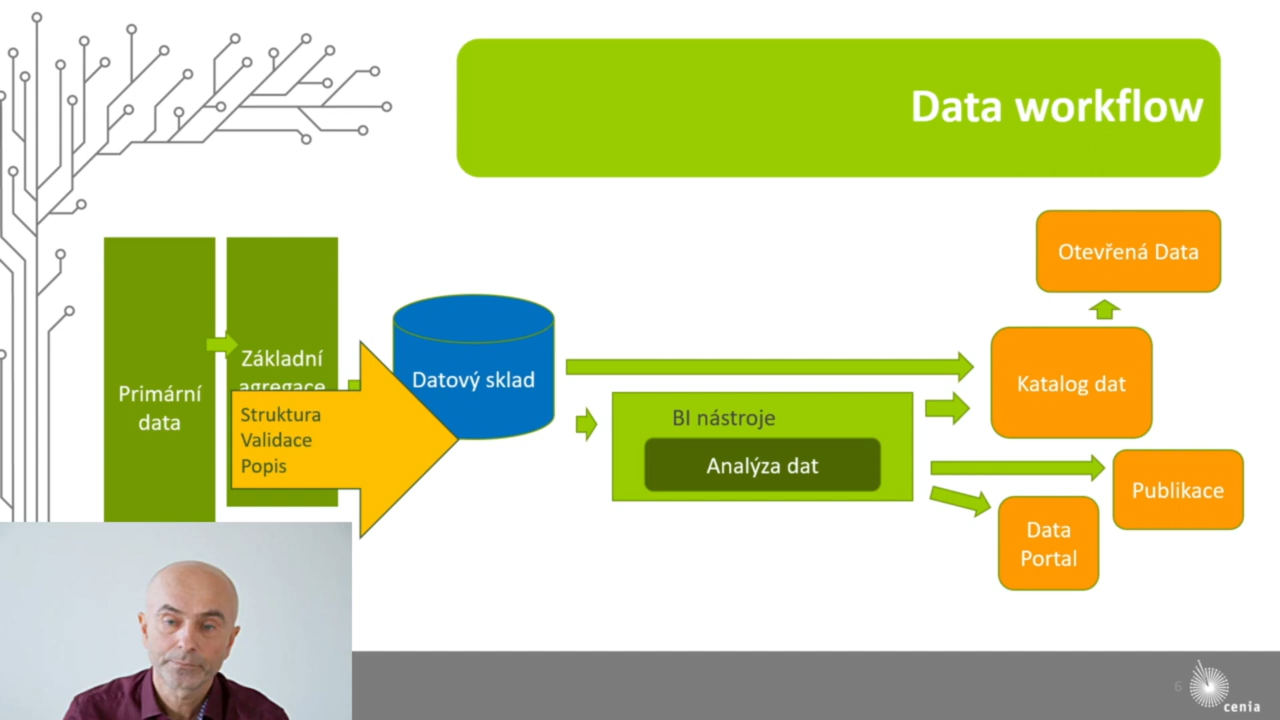 Data workflow
Otevřená Data
Základní
agregace
Primární
data
Struktura
Validace
Popis
Datový sklad
BI nástroje
Analýza dat
Katalog dat
Publikace
Data
Portal
6
cenia